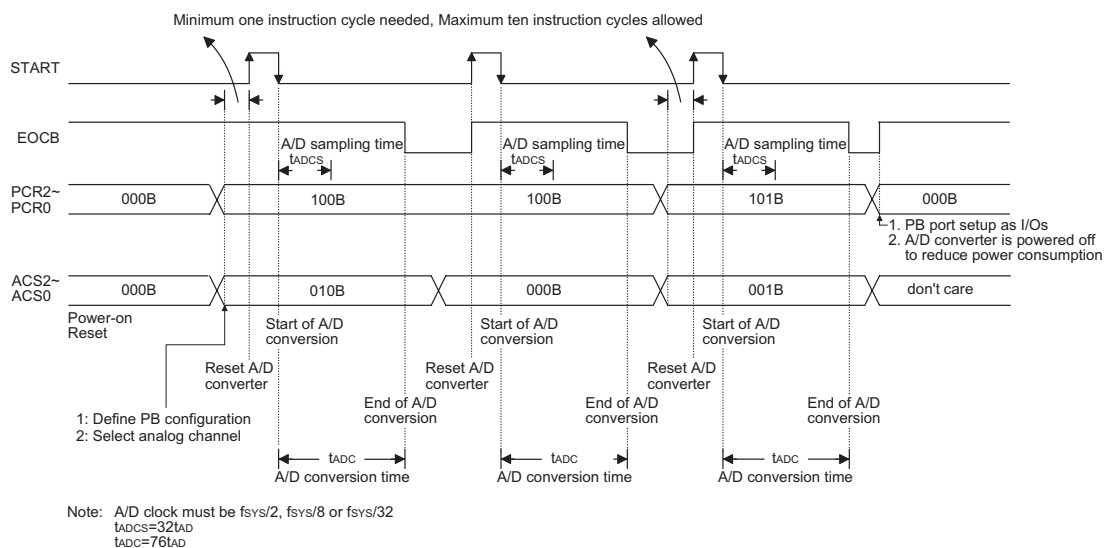 Minimum one instruction cycle needed, Maximum ten instruction cycles allowed
START
EOCB
A/D sampling time
tADCS
A/D sampling time
tADCS
A/D sampling time
tADCS
PCR2~
PCR0
000B
100B
100B
101B
000B
1. PB port setup as I/Os
2. A/D converter is powered off
to reduce power consumption
ACS2~
ACS0
000B
010B
000B
001B
don't care
Power-on
Reset
Start of A/D
conversion
Start of A/D
conversion
Start of A/D
conversion
Reset A/D
converter
Reset A/D
converter
Reset A/D
converter
1: Define PB configuration
2: Select analog channel
End of A/D
conversion
End of A/D
conversion
End of A/D
conversion
tADC
A/D conversion time
tADC
A/D conversion time
tADC
A/D conversion time
Note: A/D clock must be fSYS/2, fSYS/8 or fSYS/32
tADCS=32tAD
tADC=76tAD